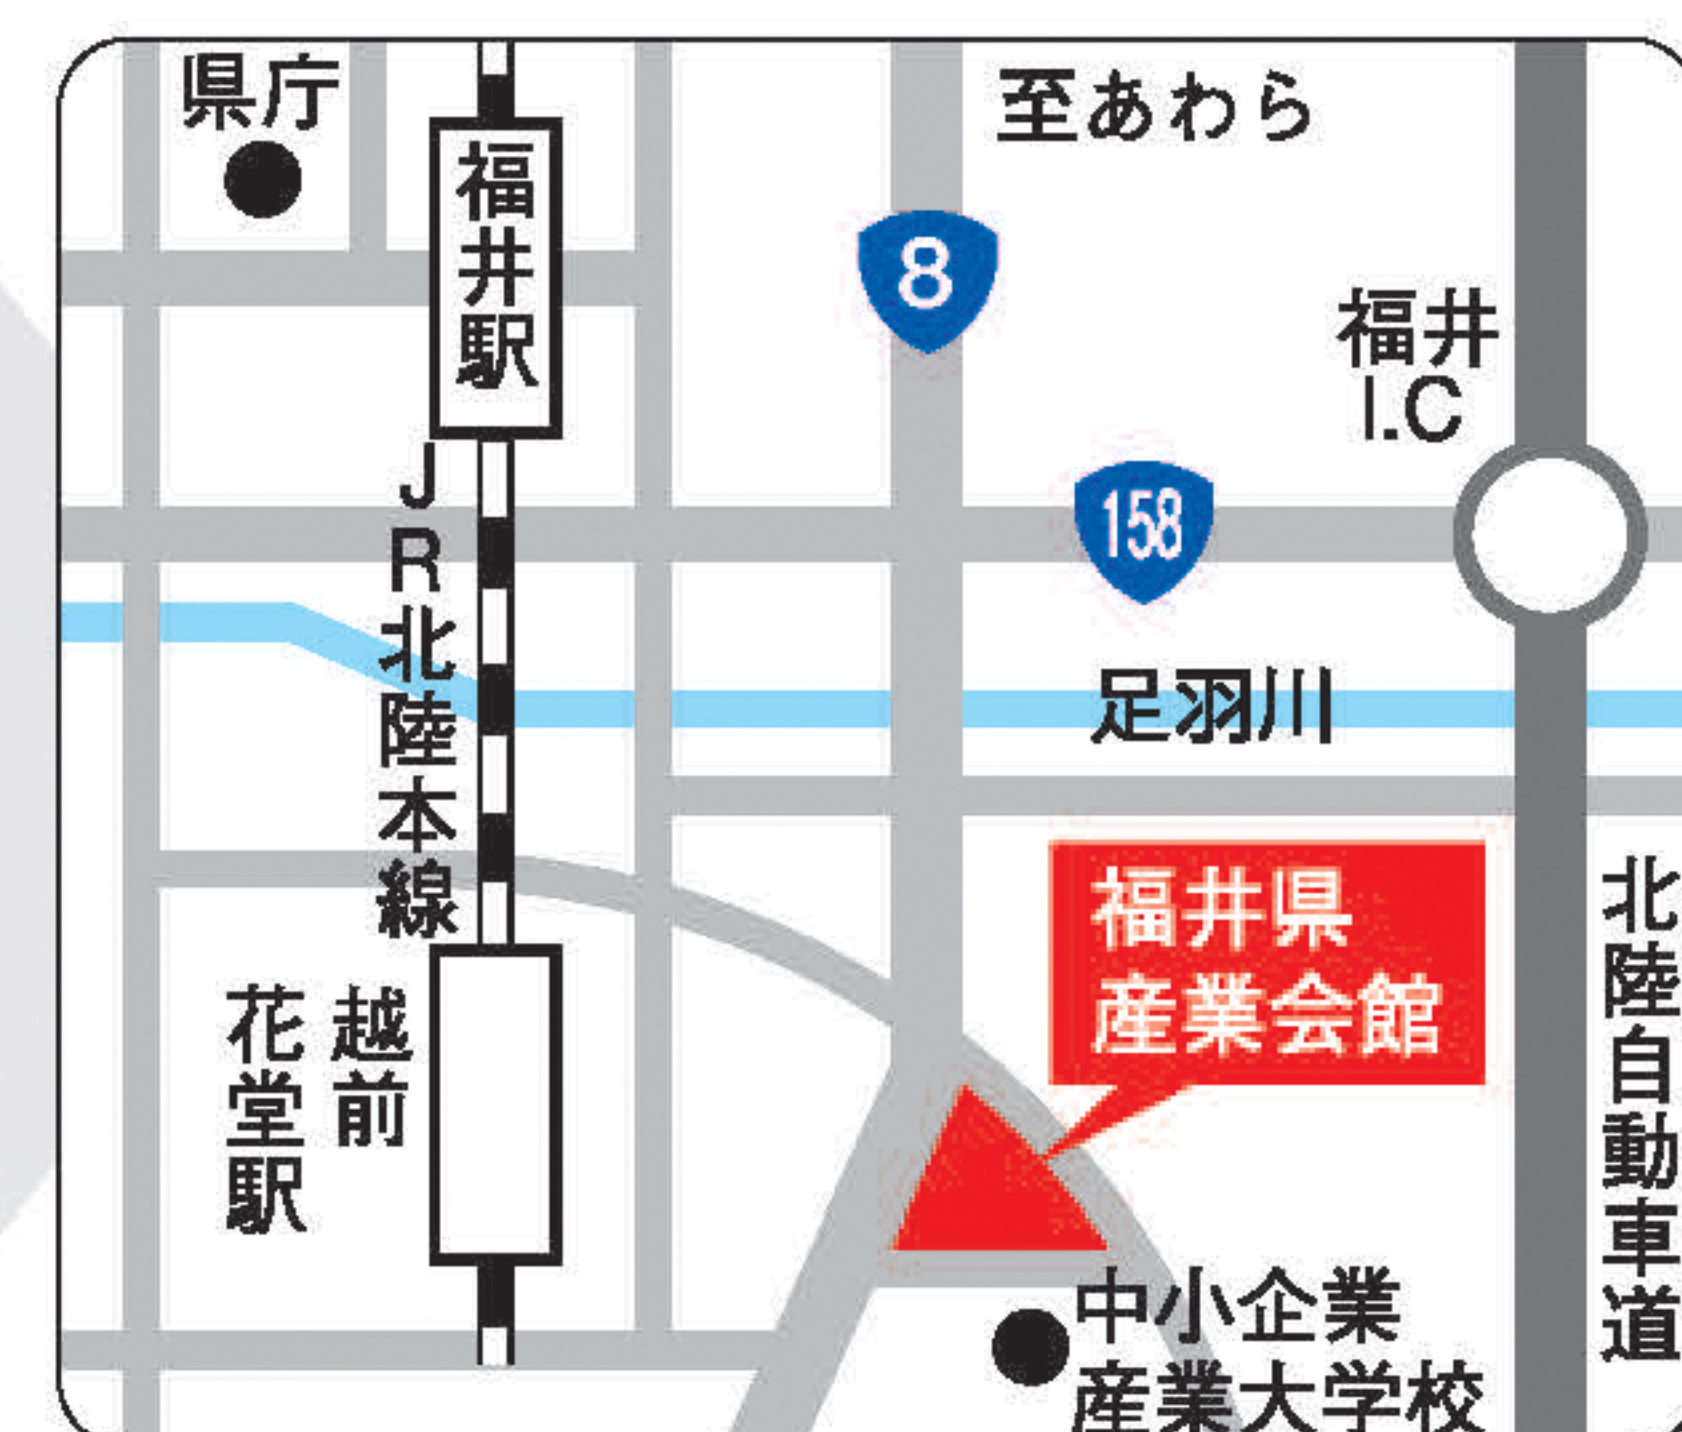 県庁
福井駅
至あわら
8
福井
I.C
158
JR北陸本線
足羽川
福井県
産業会館
北陸自動車道
越前
花堂駅
中小企業
産業大学校